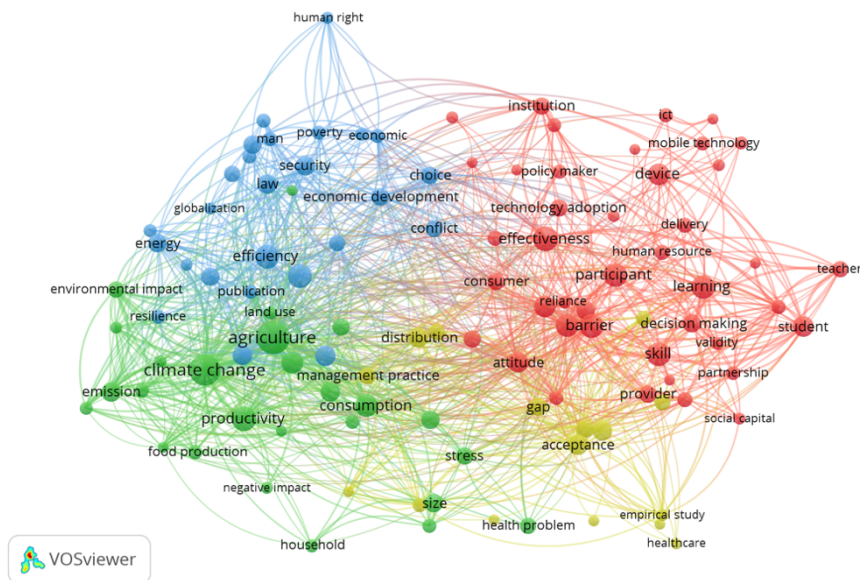 human right
institution
ict
man
poverty
economic
mobile technology
security
policy maker
law
choice
device
economic development
globalization
technology adoption
conflict
delivery
energy
effectiveness
efficiency
human resource
teacher
environmental impact
publication
consumer
participant
learning
land use
resilience
reliance
agriculture
distribution
barrier
decision making
student
validity
climate change
management practice
attitude
skill
partnership
emission
consumption
provider
productivity
gap
social capital
food production
acceptance
stress
negative impact
size
empirical study
health problem
household
healthcare
VOSviewer